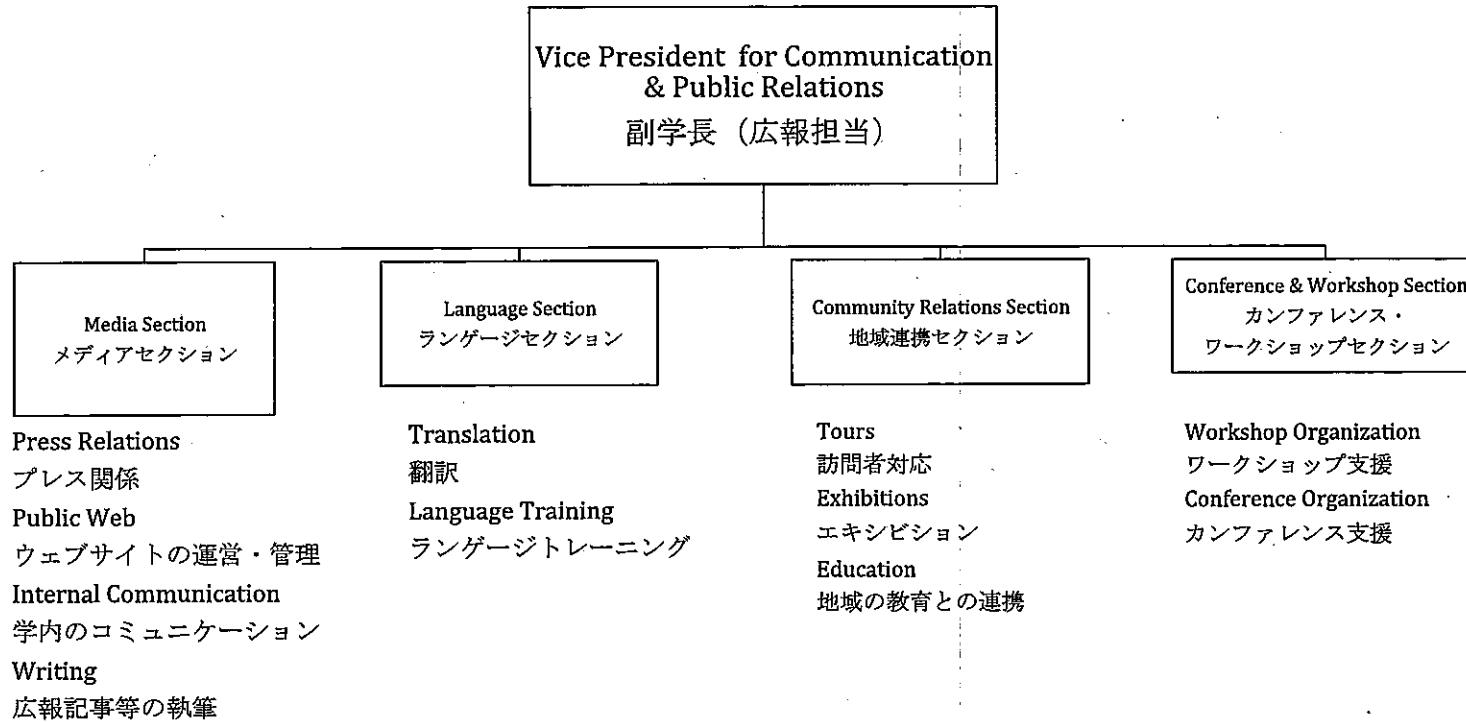 Vice President for Communication
& Public Relations
副学長（広報担当）
Media Section
メディアセクション
Press Relations
プレス関係
Public Web
ウェブサイトの運営・管理
Internal Communication
学内のコミュニケーション
Writing
広報記事等の執筆
Language Section
ランゲージセクション
Translation
翻訳
Language Training
ランゲージトレーニング
Community Relations Section
地域連携セクション
Tours
訪問者対応
Exhibitions
エキシビション
Education
地域の教育との連携
Conference & Workshop Section
カンファレンス・
ワークショップセクション
Workshop Organization
ワークショップ支援
Conference Organization
カンファレンス支援